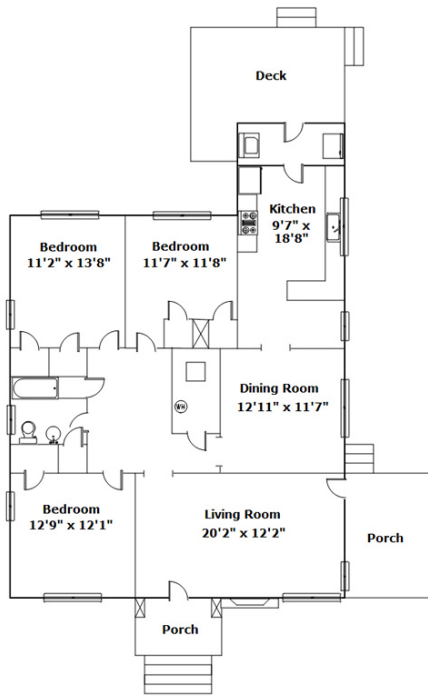 Deck
Kitchen
9'7" x
18'8"
Bedroom
11'2" x 13'8"
Bedroom
11'7" x 11'8"
Dining Room
12'11" x 11'7"
WH
Bedroom
12'9" x 12'1"
Living Room
20'2" x 12'2"
Porch
Porch